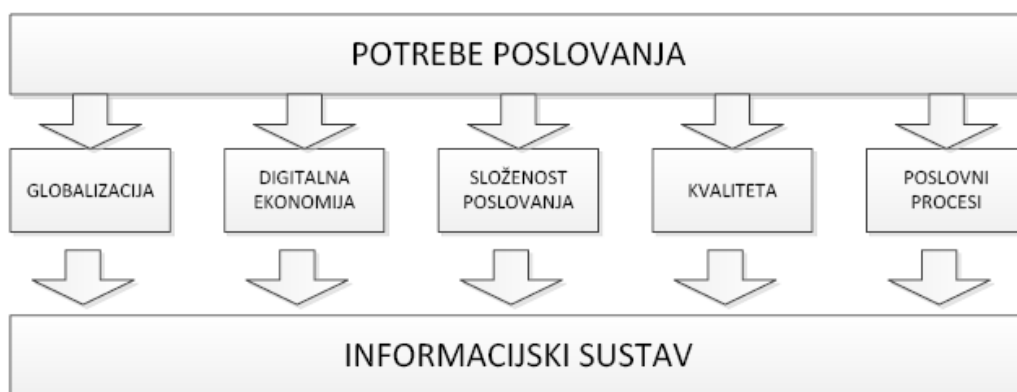 POTREBE POSLOVANJA
GLOBALIZACIJA
DIGITALNA
EKONOMIJA
SLOŽENOST
POSLOVANJA
KVALITETA
POSLOVNI
PROCESI
INFORMACIJSKI SUSTAV